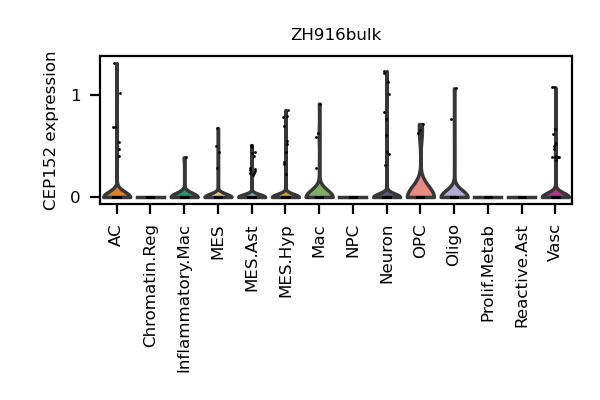 ZH916bulk
CEP152 expression
1
0
AC
Chromatin.Reg
Inflammatory.Mac
MES
MES.Ast
MES.Hyp
Mac
NPC
Neuron
OPC
Oligo
Prolif.Metab
Reactive.Ast
Vasc